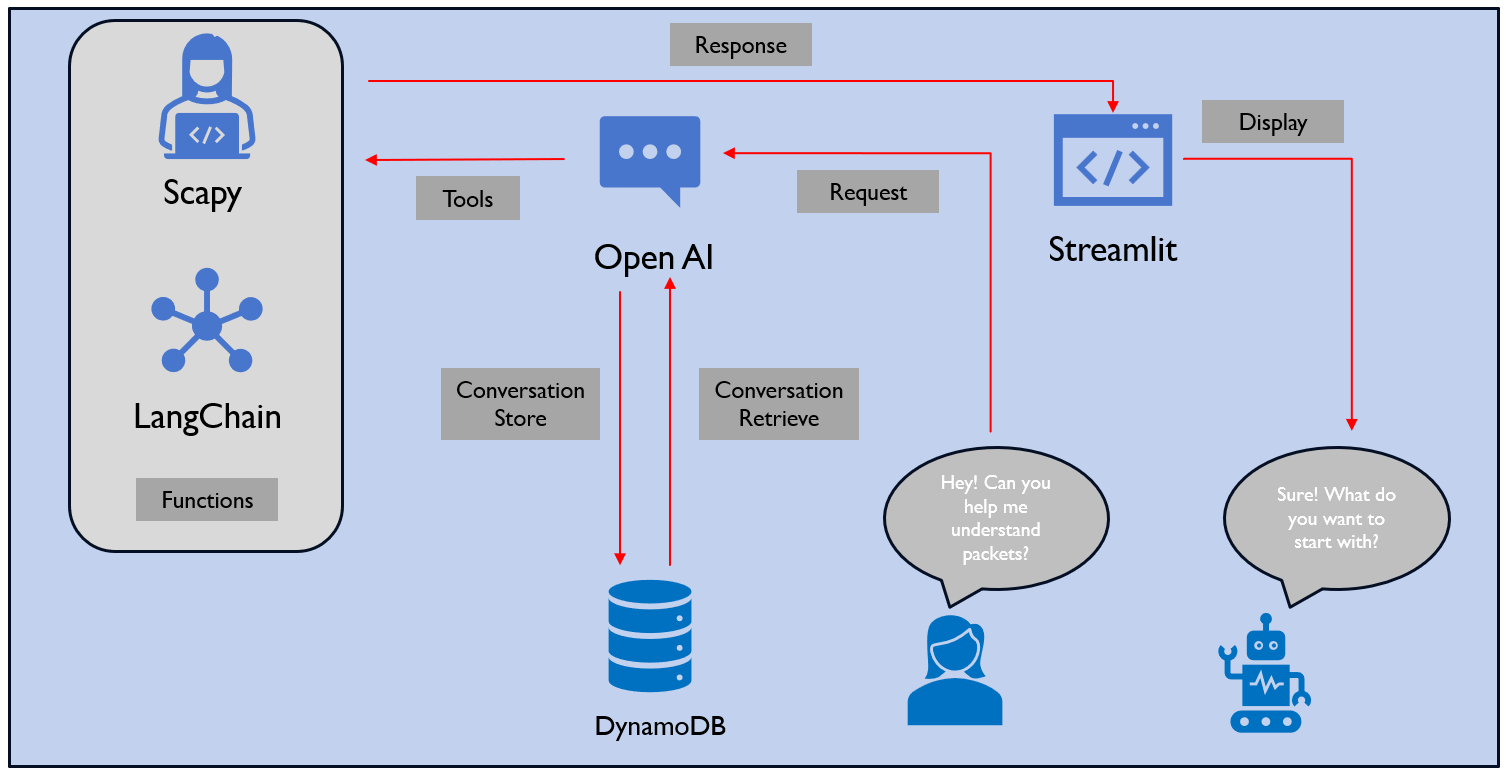 Response
Display
Scapy
Tools
Request
Open AI
Streamlit
LangChain
Functions
Conversation
Store
Conversation
Retrieve
Hey! Can you
help me
understand
packets?
Sure! What do
you want to
start with?
DynamoDB